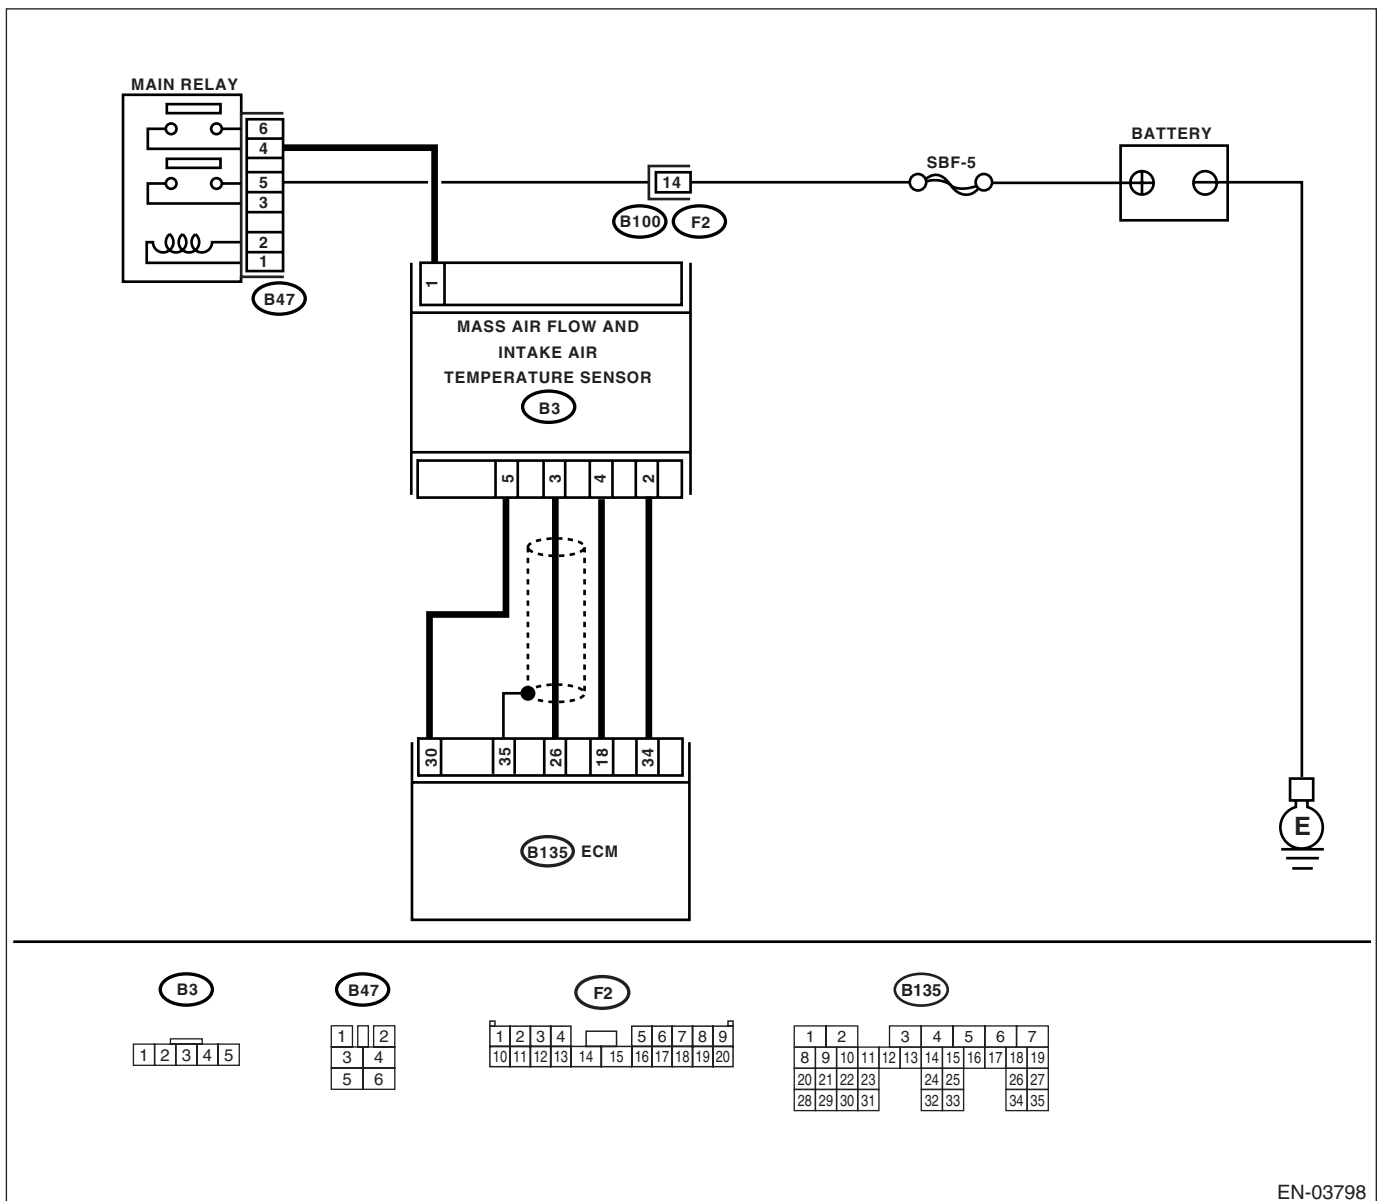 MAIN RELAY
6
4
5
3
2
1
B47
14
B100 F2
SBF-5
BATTERY
1
MASS AIR FLOW AND
INTAKE AIR
TEMPERATURE SENSOR
B3
5 3 4 2
30 35 26 18 34
B135 ECM
E
B3
1 2 3 4 5
B47
1 2
3 4
5 6
F2
1 2 3 4 5 6 7 8 9
10 11 12 13 14 15 16 17 18 19 20
B135
1 2 3 4 5 6 7
8 9 10 11 12 13 14 15 16 17 18 19
20 21 22 23 24 25 26 27
28 29 30 31 32 33 34 35
EN-03798